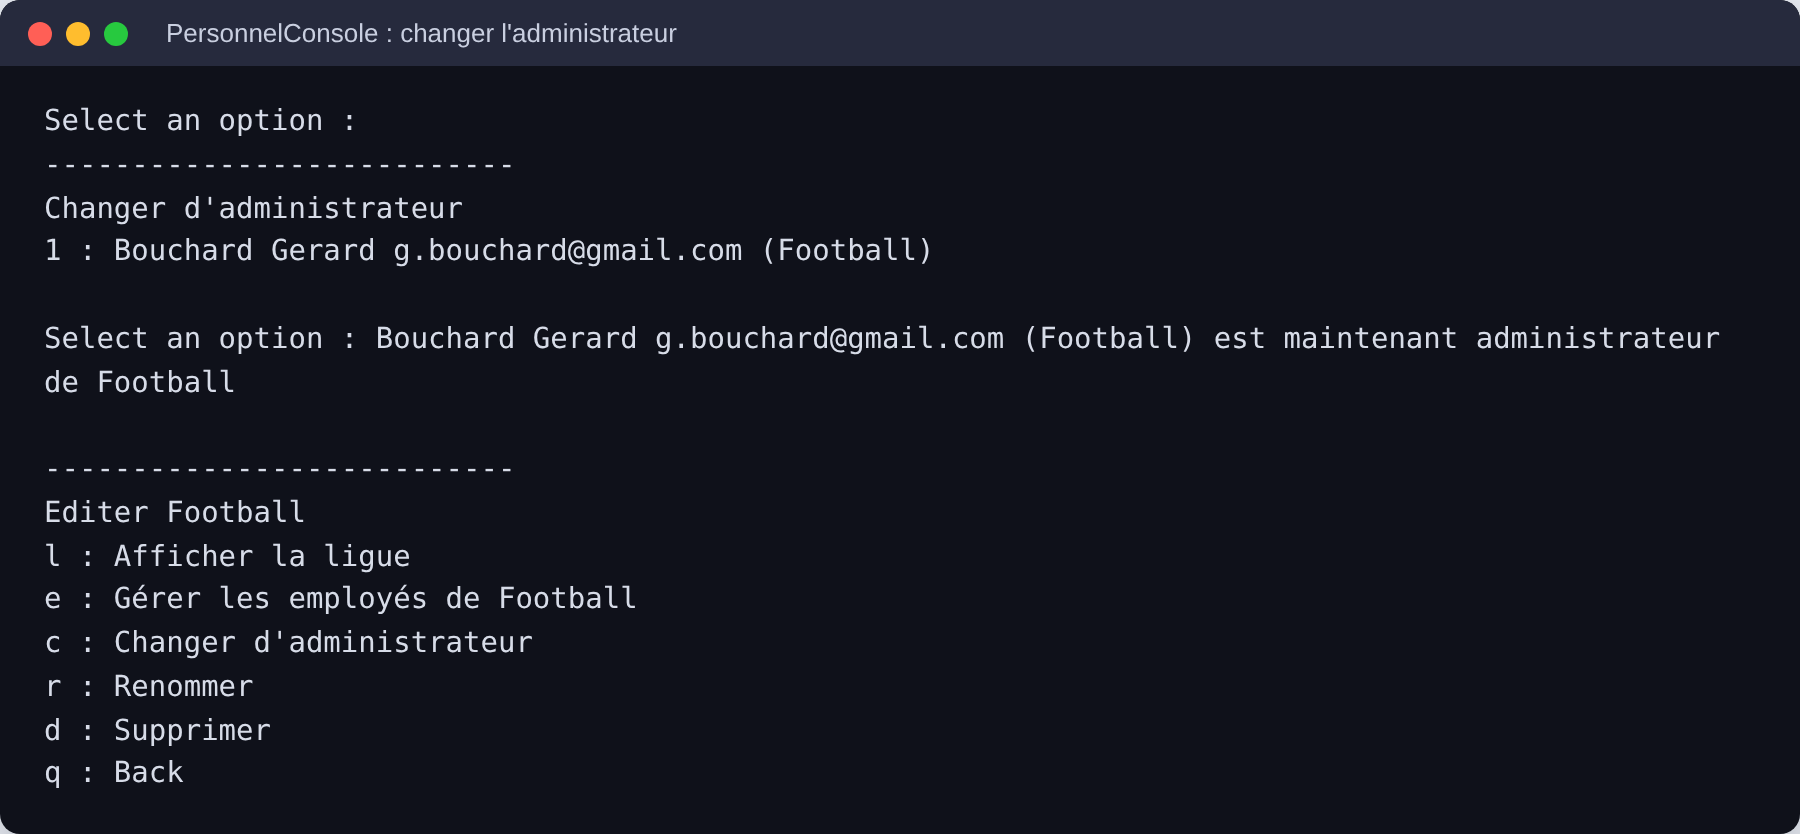 PersonnelConsole : changer l'administrateur
Select an option :
---------------------------
Changer d'administrateur
1 : Bouchard Gerard g.bouchard@gmail.com (Football)
Select an option : Bouchard Gerard g.bouchard@gmail.com (Football) est maintenant administrateur
de Football
---------------------------
Editer Football
l : Afficher la ligue
e : Gérer les employés de Football
c : Changer d'administrateur
r : Renommer
d : Supprimer
q : Back